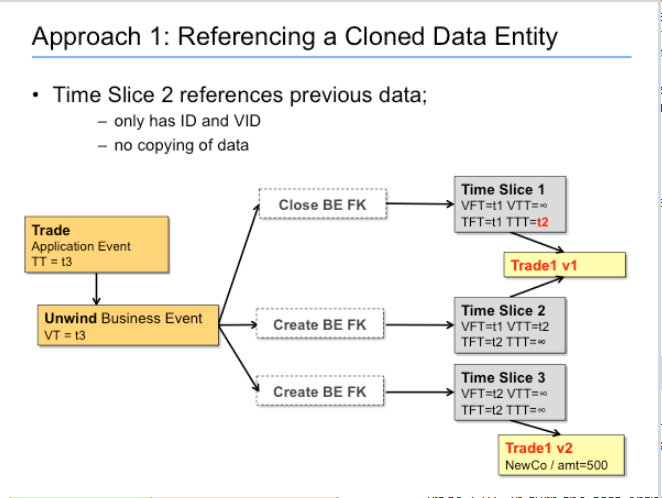 Approach 1: Referencing a Cloned Data Entity
• Time Slice 2 references previous data;
– only has ID and VID
– no copying of data
Trade
Application Event
TT = t3
Unwind Business Event
VT = t3
Close BE FK
Create BE FK
Create BE FK
Time Slice 1
VFT=t1 VTT=∞
TFT=t1 TTT=t2
Trade1 v1
Time Slice 2
VFT=t1 VTT=t2
TFT=t2 TTT=∞
Time Slice 3
VFT=t2 VTT=∞
TFT=t2 TTT=∞
Trade1 v2
NewCo / amt=500